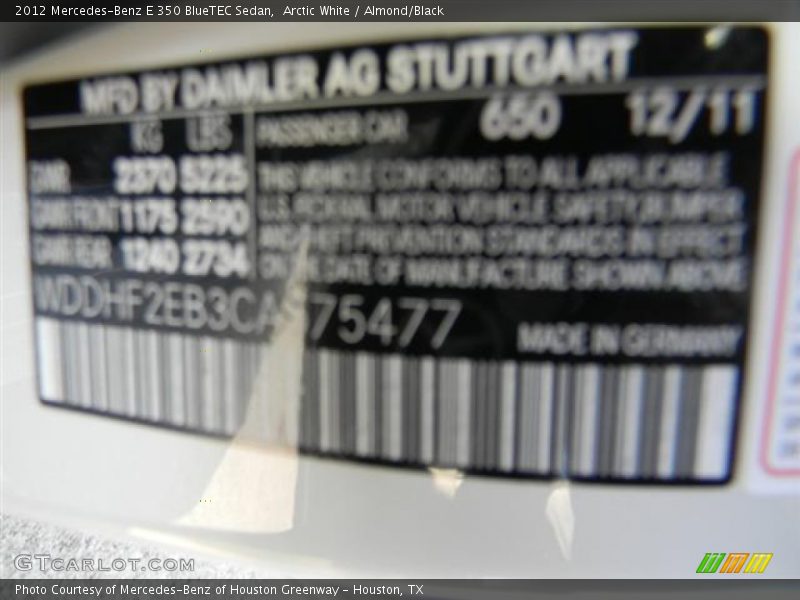 2012 Mercedes-Benz E 350 BlueTEC Sedan,  Arctic White / Almond/Black
MFD BY DAIMLER AG STUTTGART
KG LBS PASSENGER CAR 650 12/11
2370 5225 THIS VEHICLE CONFORMS TO ALL APPLICABLE
GAWR FRONT 1175 2590 U.S. FEDERAL MOTOR VEHICLE SAFETY, BUMPER
GAWR REAR 1240 2734 AND THEFT PREVENTION STANDARDS IN EFFECT
ON THE DATE OF MANUFACTURE SHOWN ABOVE
WDDHF2EB3CA575477
MADE IN GERMANY
GTCARLOT.COM
Photo Courtesy of Mercedes-Benz of Houston Greenway - Houston, TX